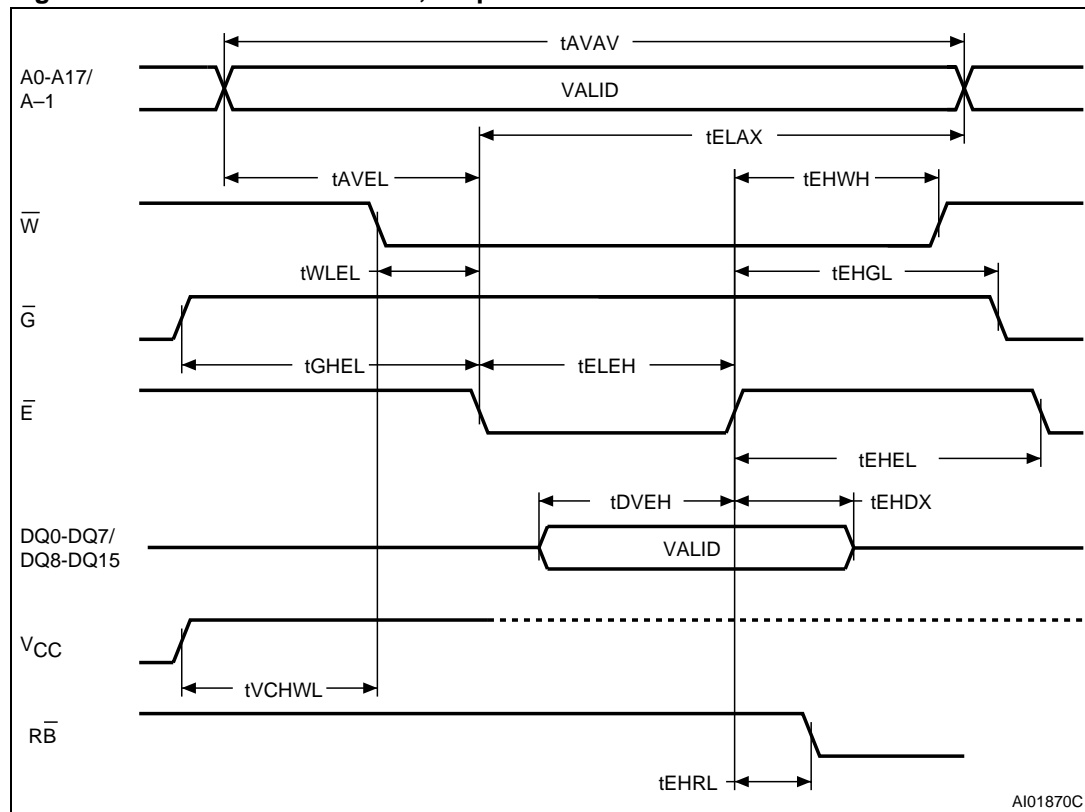 tAVAV
A0-A17/
A–1
VALID
tELAX
tAVEL
tEHWH
W̅
tWLEL
tEHGL
G̅
tGHEL
tELEH
E̅
tEHEL
tDVEH
tEHDX
DQ0-DQ7/
DQ8-DQ15
VALID
VCC
tVCHWL
RB̅
tEHRL
AI01870C